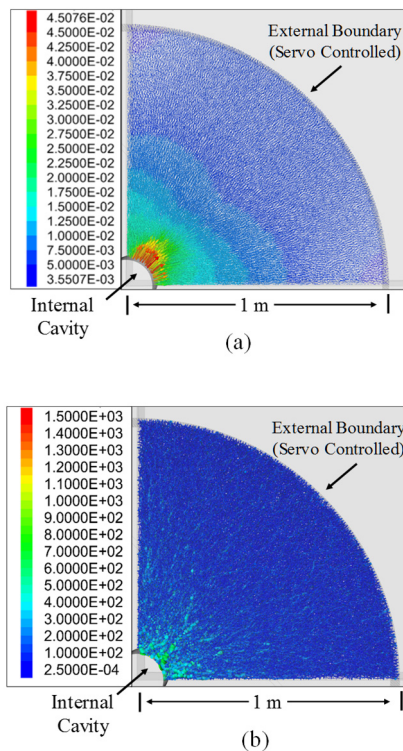 4.5076E-02
4.5000E-02
4.2500E-02
4.0000E-02
3.7500E-02
3.5000E-02
3.2500E-02
3.0000E-02
2.7500E-02
2.5000E-02
2.2500E-02
2.0000E-02
1.7500E-02
1.5000E-02
1.2500E-02
1.0000E-02
7.5000E-03
5.0000E-03
3.5507E-03
External Boundary
(Servo Controlled)
Internal
Cavity
1 m
(a)
1.5000E+03
1.4000E+03
1.3000E+03
1.2000E+03
1.1000E+03
1.0000E+03
9.0000E+02
8.0000E+02
7.0000E+02
6.0000E+02
5.0000E+02
4.0000E+02
3.0000E+02
2.0000E+02
1.0000E+02
2.5000E-04
External Boundary
(Servo Controlled)
Internal
Cavity
1 m
(b)